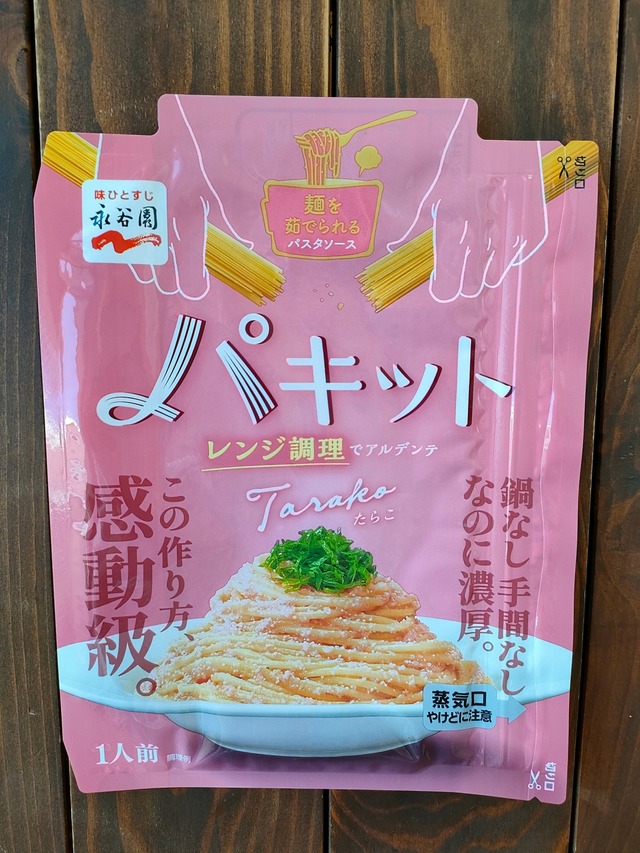 味ひとすじ
永谷園
麺を
茹でられる
パスタソース
切り口
パキット
レンジ調理でアルデンテ
Tarako
たらこ
鍋なし手間なし
なのに濃厚。
この作り方、
感動級。
蒸気口
やけどに注意
1人前
調理例
切り口